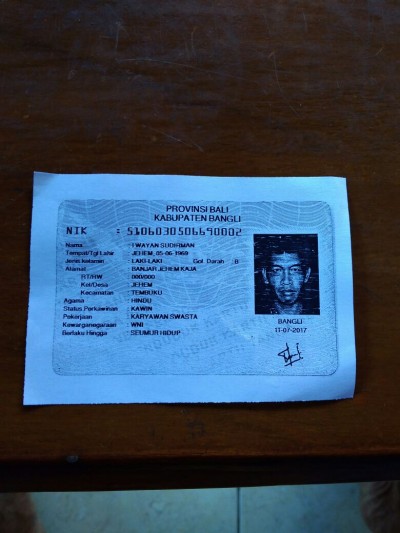 PROVINSI BALI
KABUPATEN BANGLI
NIK : 5106030506690002
Nama : I WAYAN SUDIRMAN
Tempat/Tgl Lahir : JEHEM, 05-06-1969
Jenis kelamin : LAKI-LAKI Gol Darah : B
Alamat : BANJAR JEHEM KAJA
RT/RW : 000/000
Kel/Desa : JEHEM
Kecamatan : TEMBUKU
Agama : HINDU
Status Perkawinan : KAWIN
Pekerjaan : KARYAWAN SWASTA
Kewarganegaraan : WNI
Berlaku Hingga : SEUMUR HIDUP
BANGLI
11-07-2017